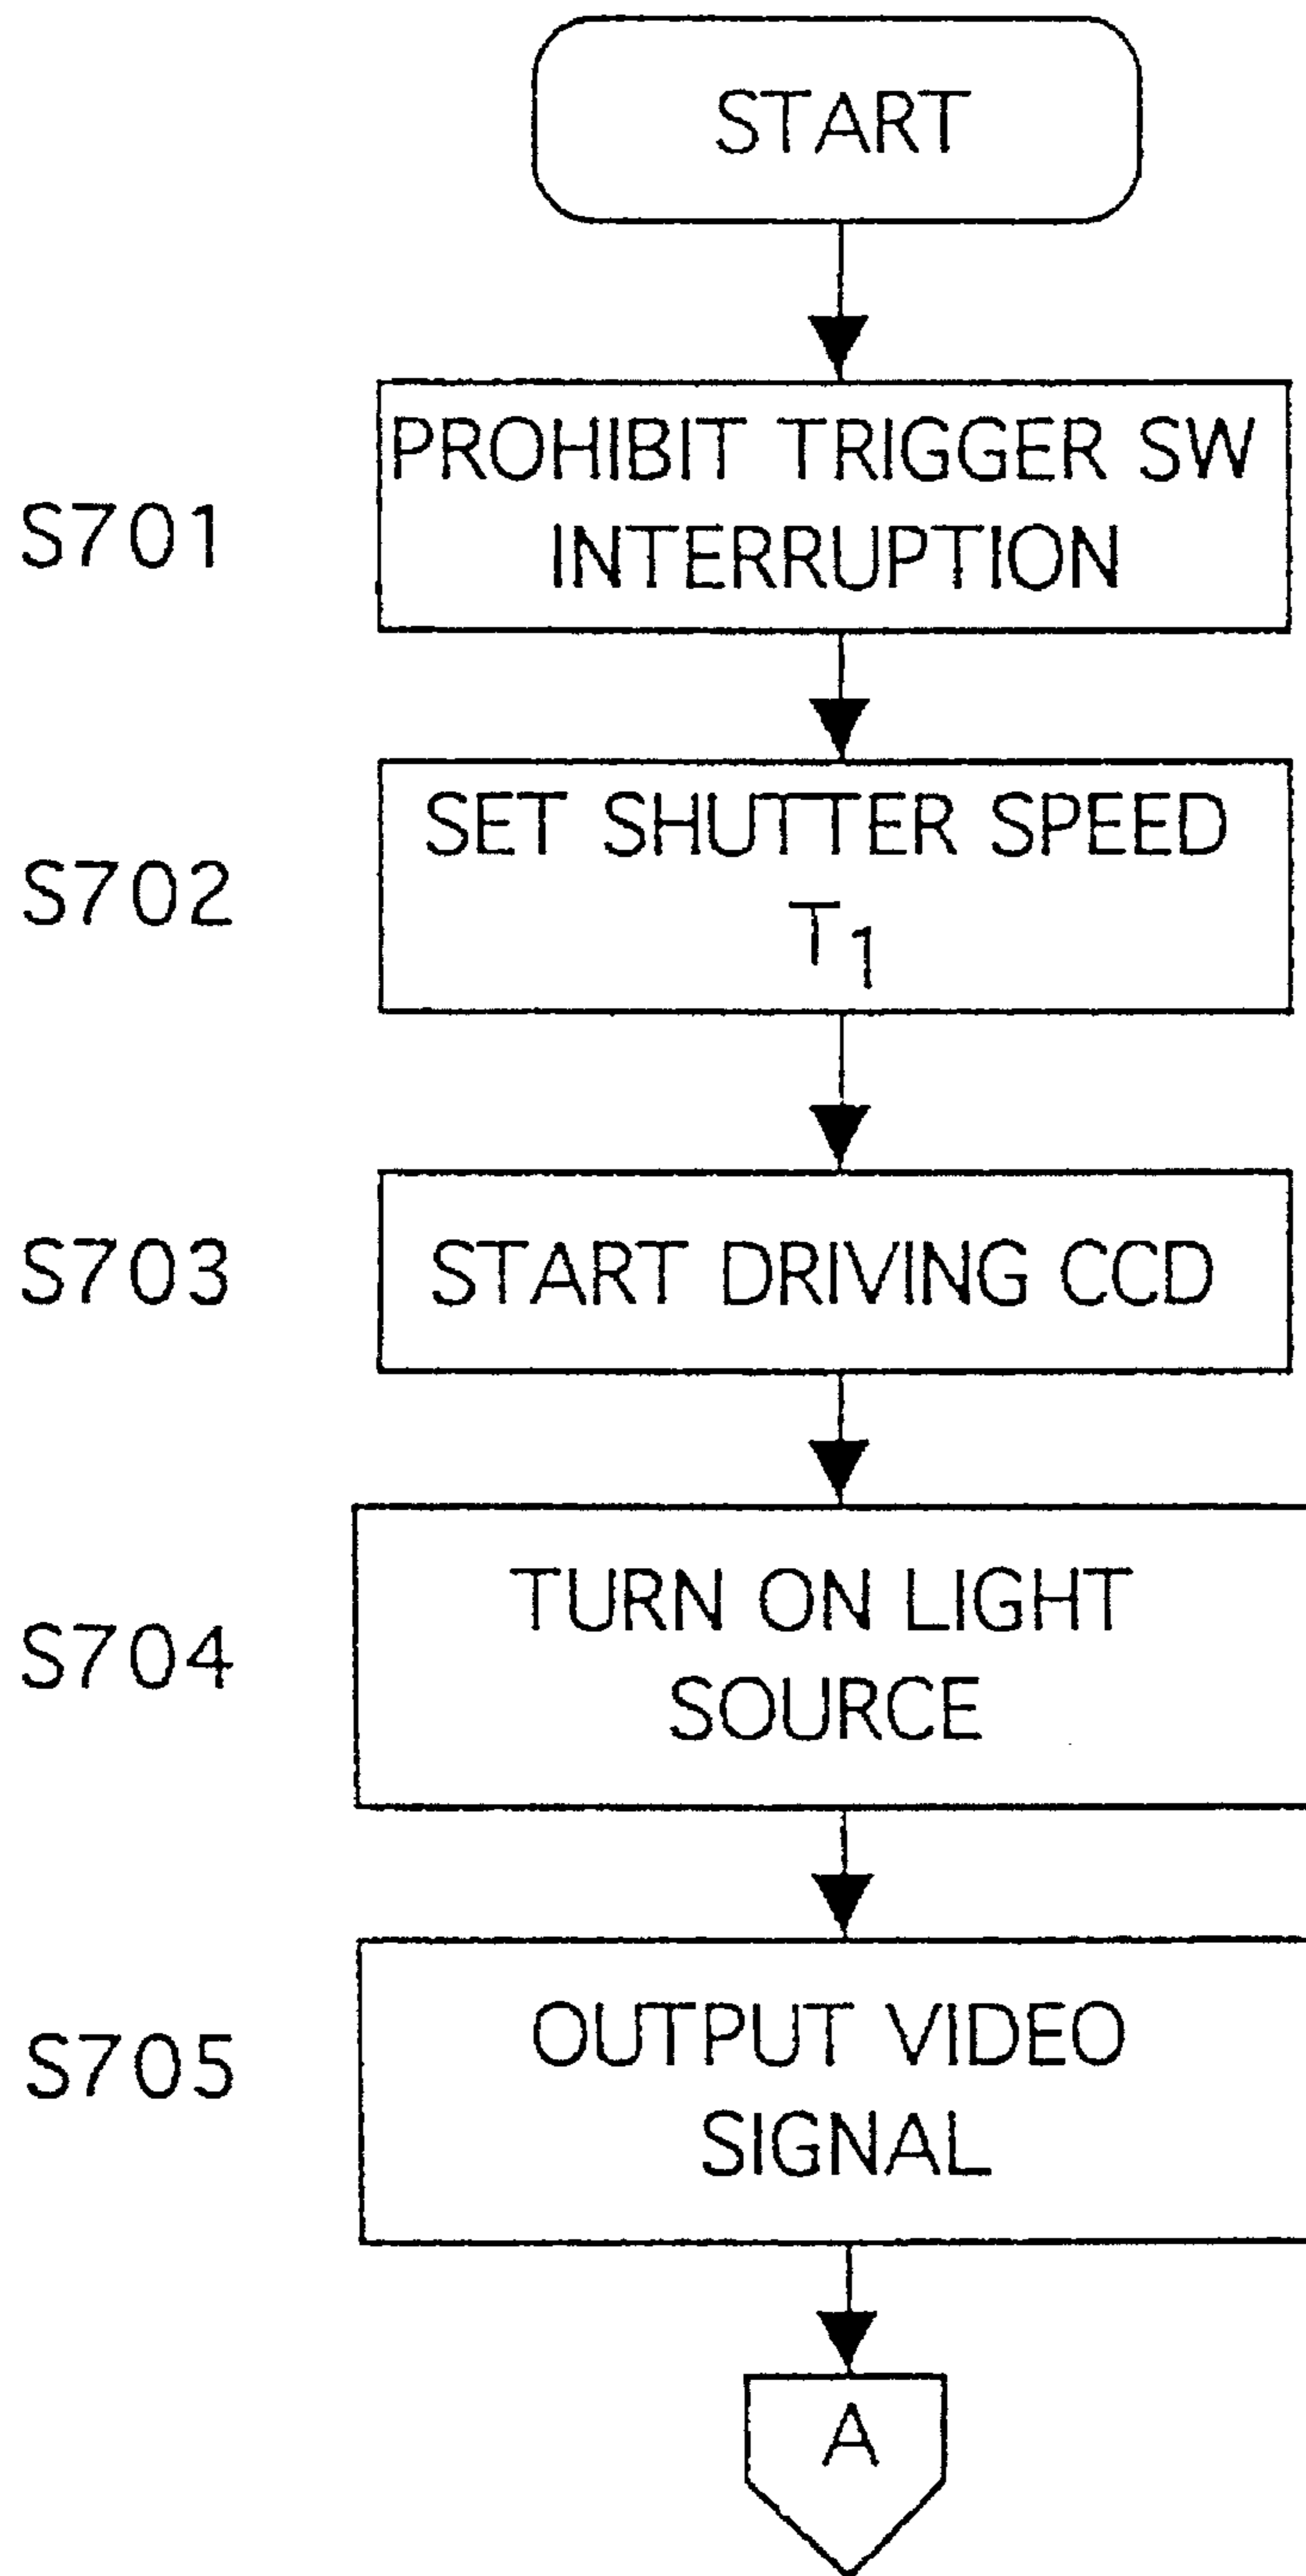 START
PROHIBIT TRIGGER SW
S701
INTERRUPTION
SET SHUTTER SPEED
S702
T1
S703
START DRIVING CCD
TURN ON LIGHT
S704
SOURCE
OUTPUT VIDEO
S705
SIGNAL
A